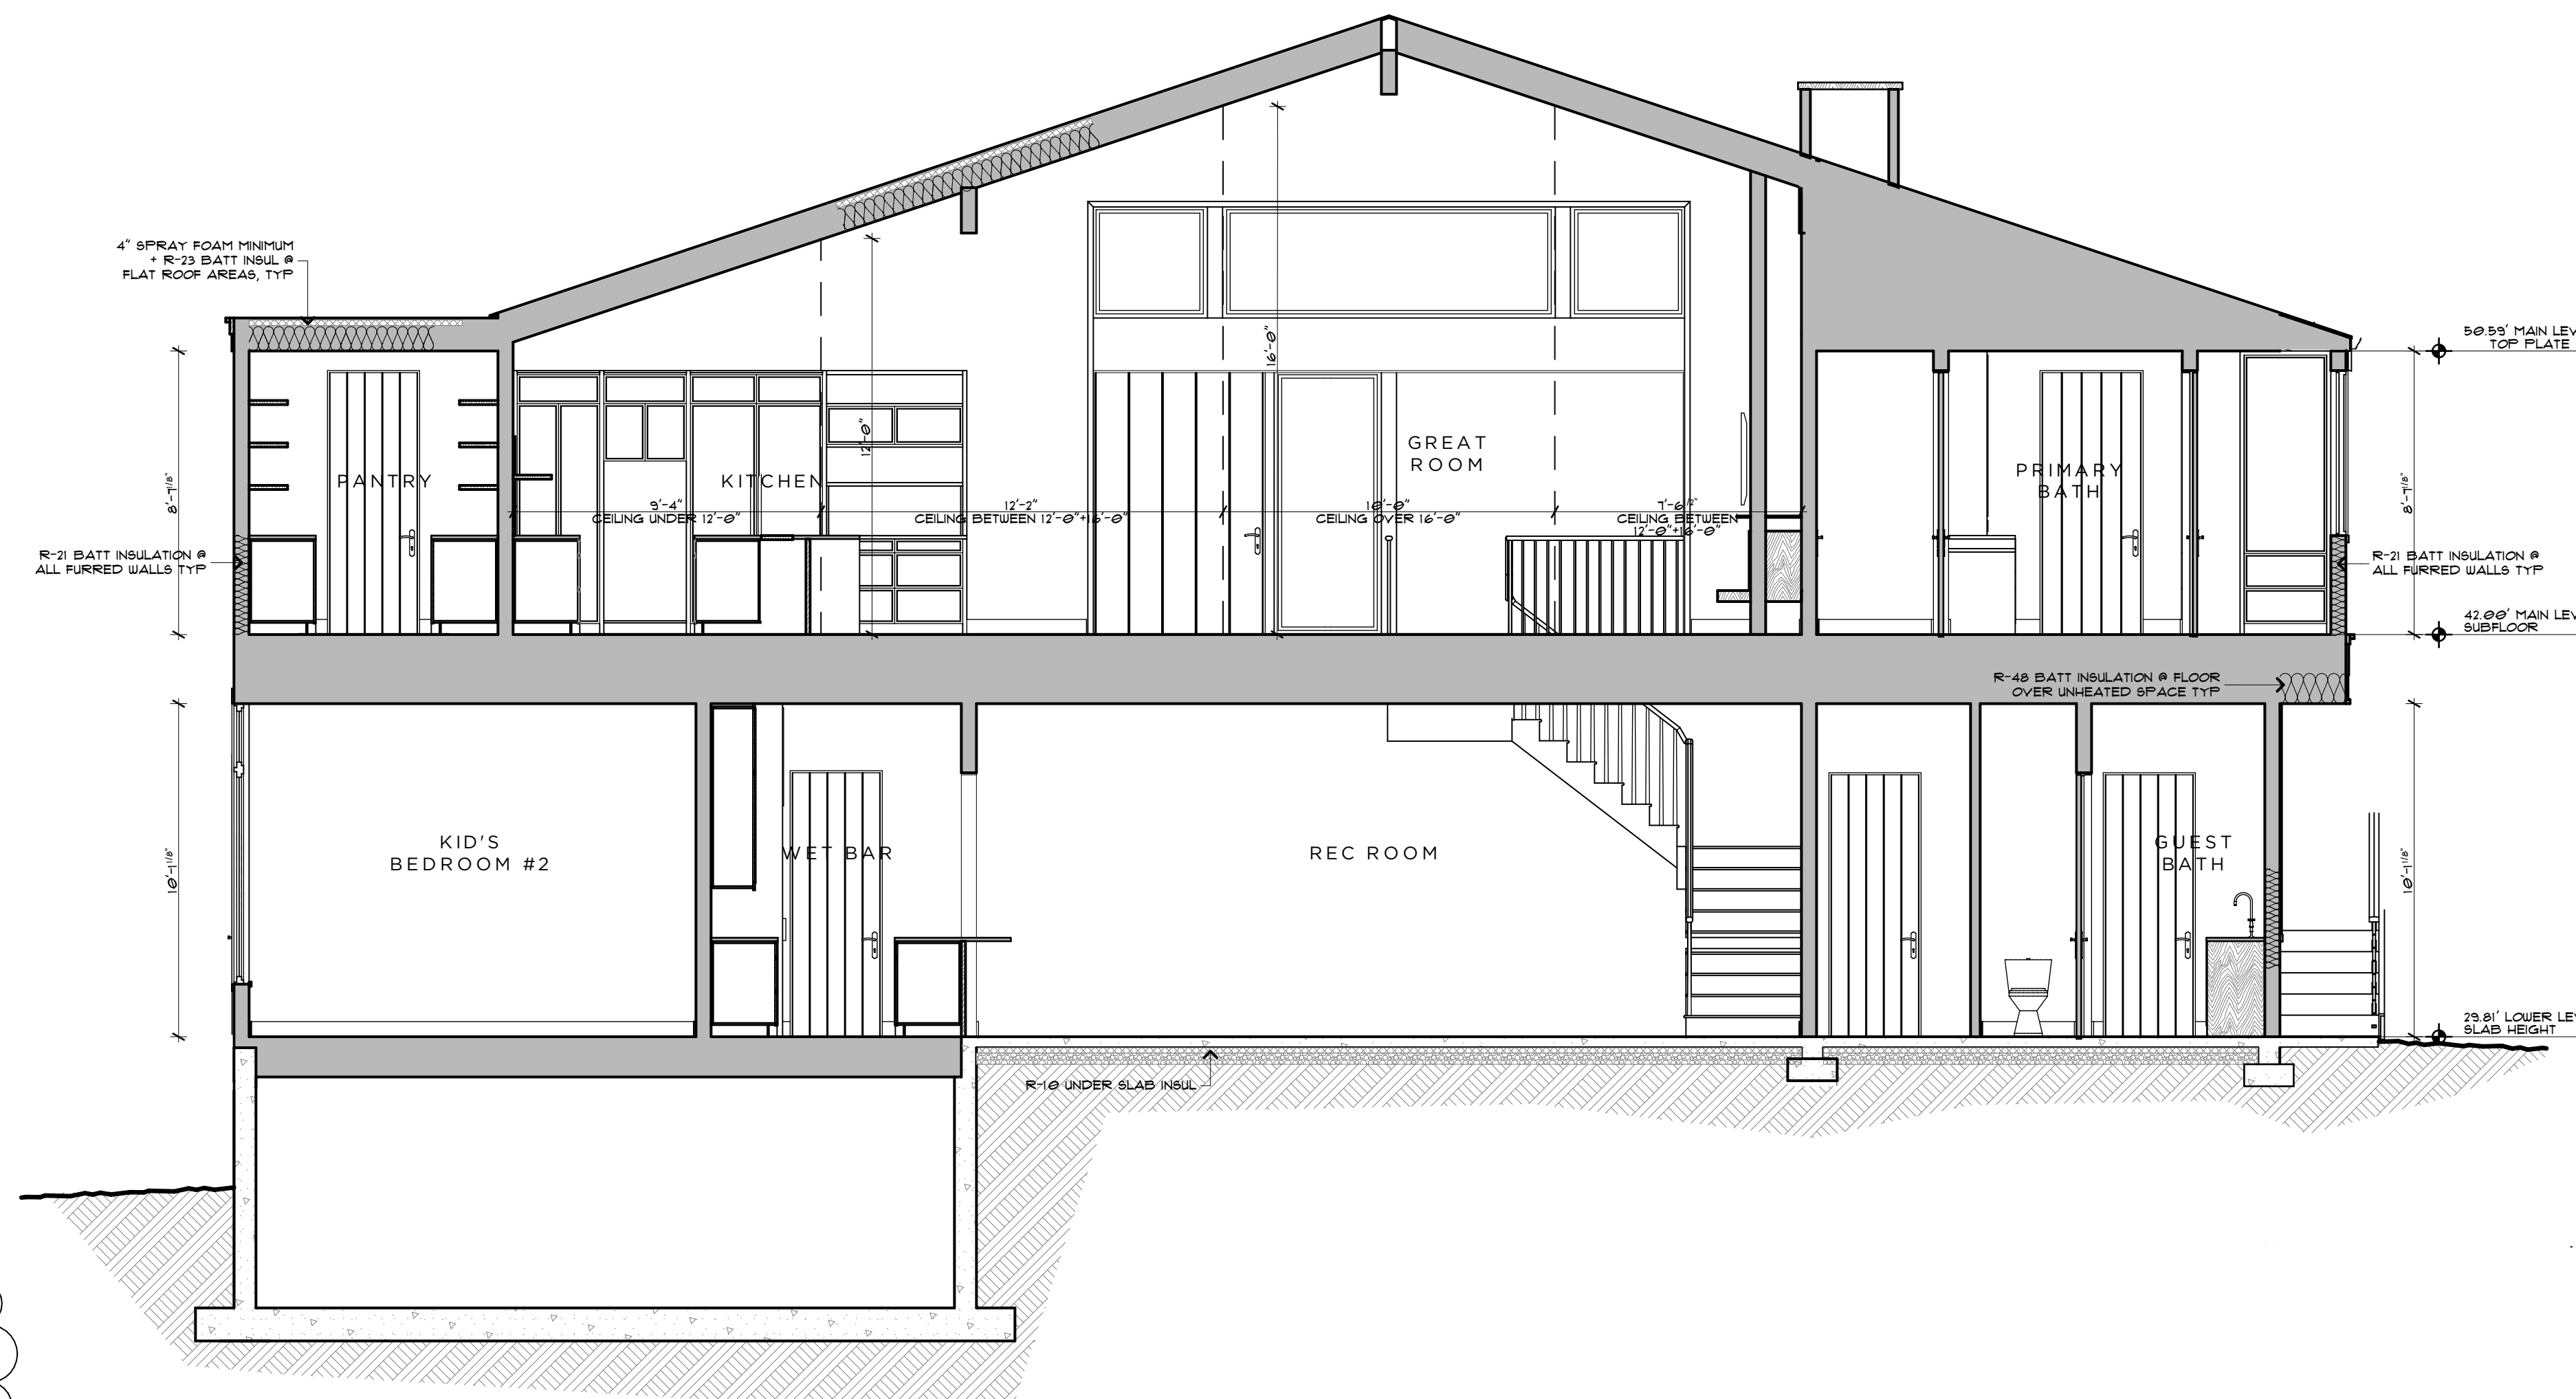 4" SPRAY FOAM MINIMUM
+ R-23 BATT INSUL @
FLAT ROOF AREAS, TYP
16'-0"
12'-0"
50.59' MAIN LEV
TOP PLATE
8'-7 1/8"
PANTRY
KITCHEN
GREAT
ROOM
PRIMARY
BATH
8'-7 1/8"
9'-4"
CEILING UNDER 12'-0"
12'-2"
CEILING BETWEEN 12'-0"+16'-0"
10'-0"
CEILING OVER 16'-0"
7'-6 1/2"
CEILING BETWEEN
12'-0"+16'-0"
R-21 BATT INSULATION @
ALL FURRED WALLS TYP
R-21 BATT INSULATION @
ALL FURRED WALLS TYP
42.00' MAIN LEV
SUBFLOOR
R-48 BATT INSULATION @ FLOOR
OVER UNHEATED SPACE TYP
10'-1 1/8"
KID'S
BEDROOM #2
WET BAR
REC ROOM
GUEST
BATH
10'-1 1/8"
29.81' LOWER LEV
SLAB HEIGHT
R-10 UNDER SLAB INSUL